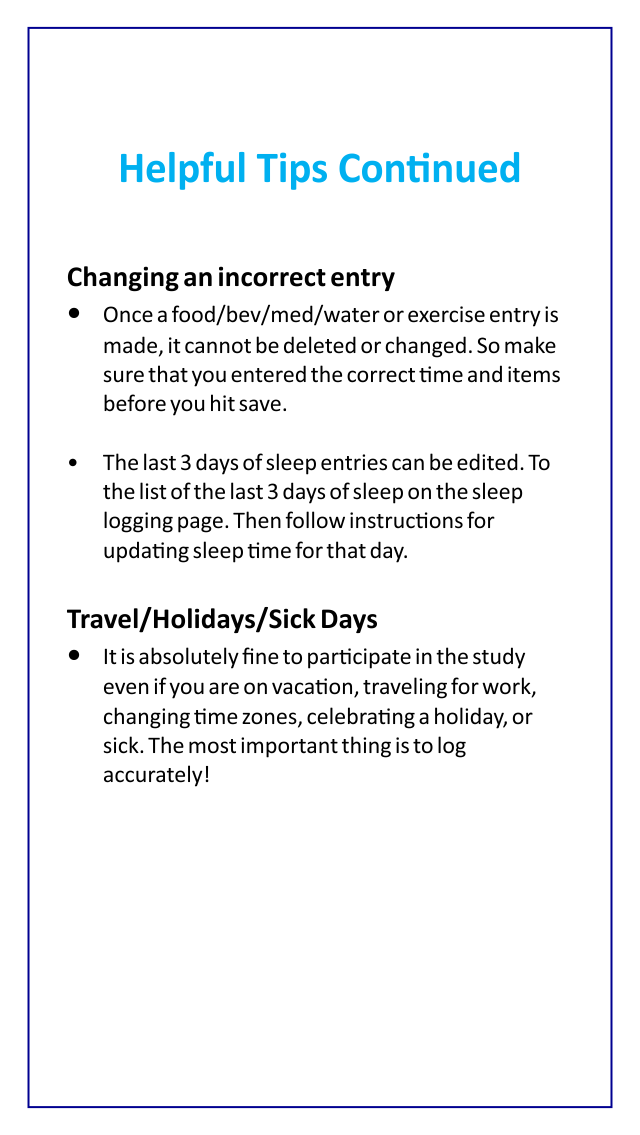 Helpful Tips Continued
Changing an incorrect entry
• Once a food/bev/med/water or exercise entry is
made, it cannot be deleted or changed. So make
sure that you entered the correct time and items
before you hit save.
• The last 3 days of sleep entries can be edited. To
the list of the last 3 days of sleep on the sleep
logging page. Then follow instructions for
updating sleep time for that day.
Travel/Holidays/Sick Days
• It is absolutely fine to participate in the study
even if you are on vacation, traveling for work,
changing time zones, celebrating a holiday, or
sick. The most important thing is to log
accurately!